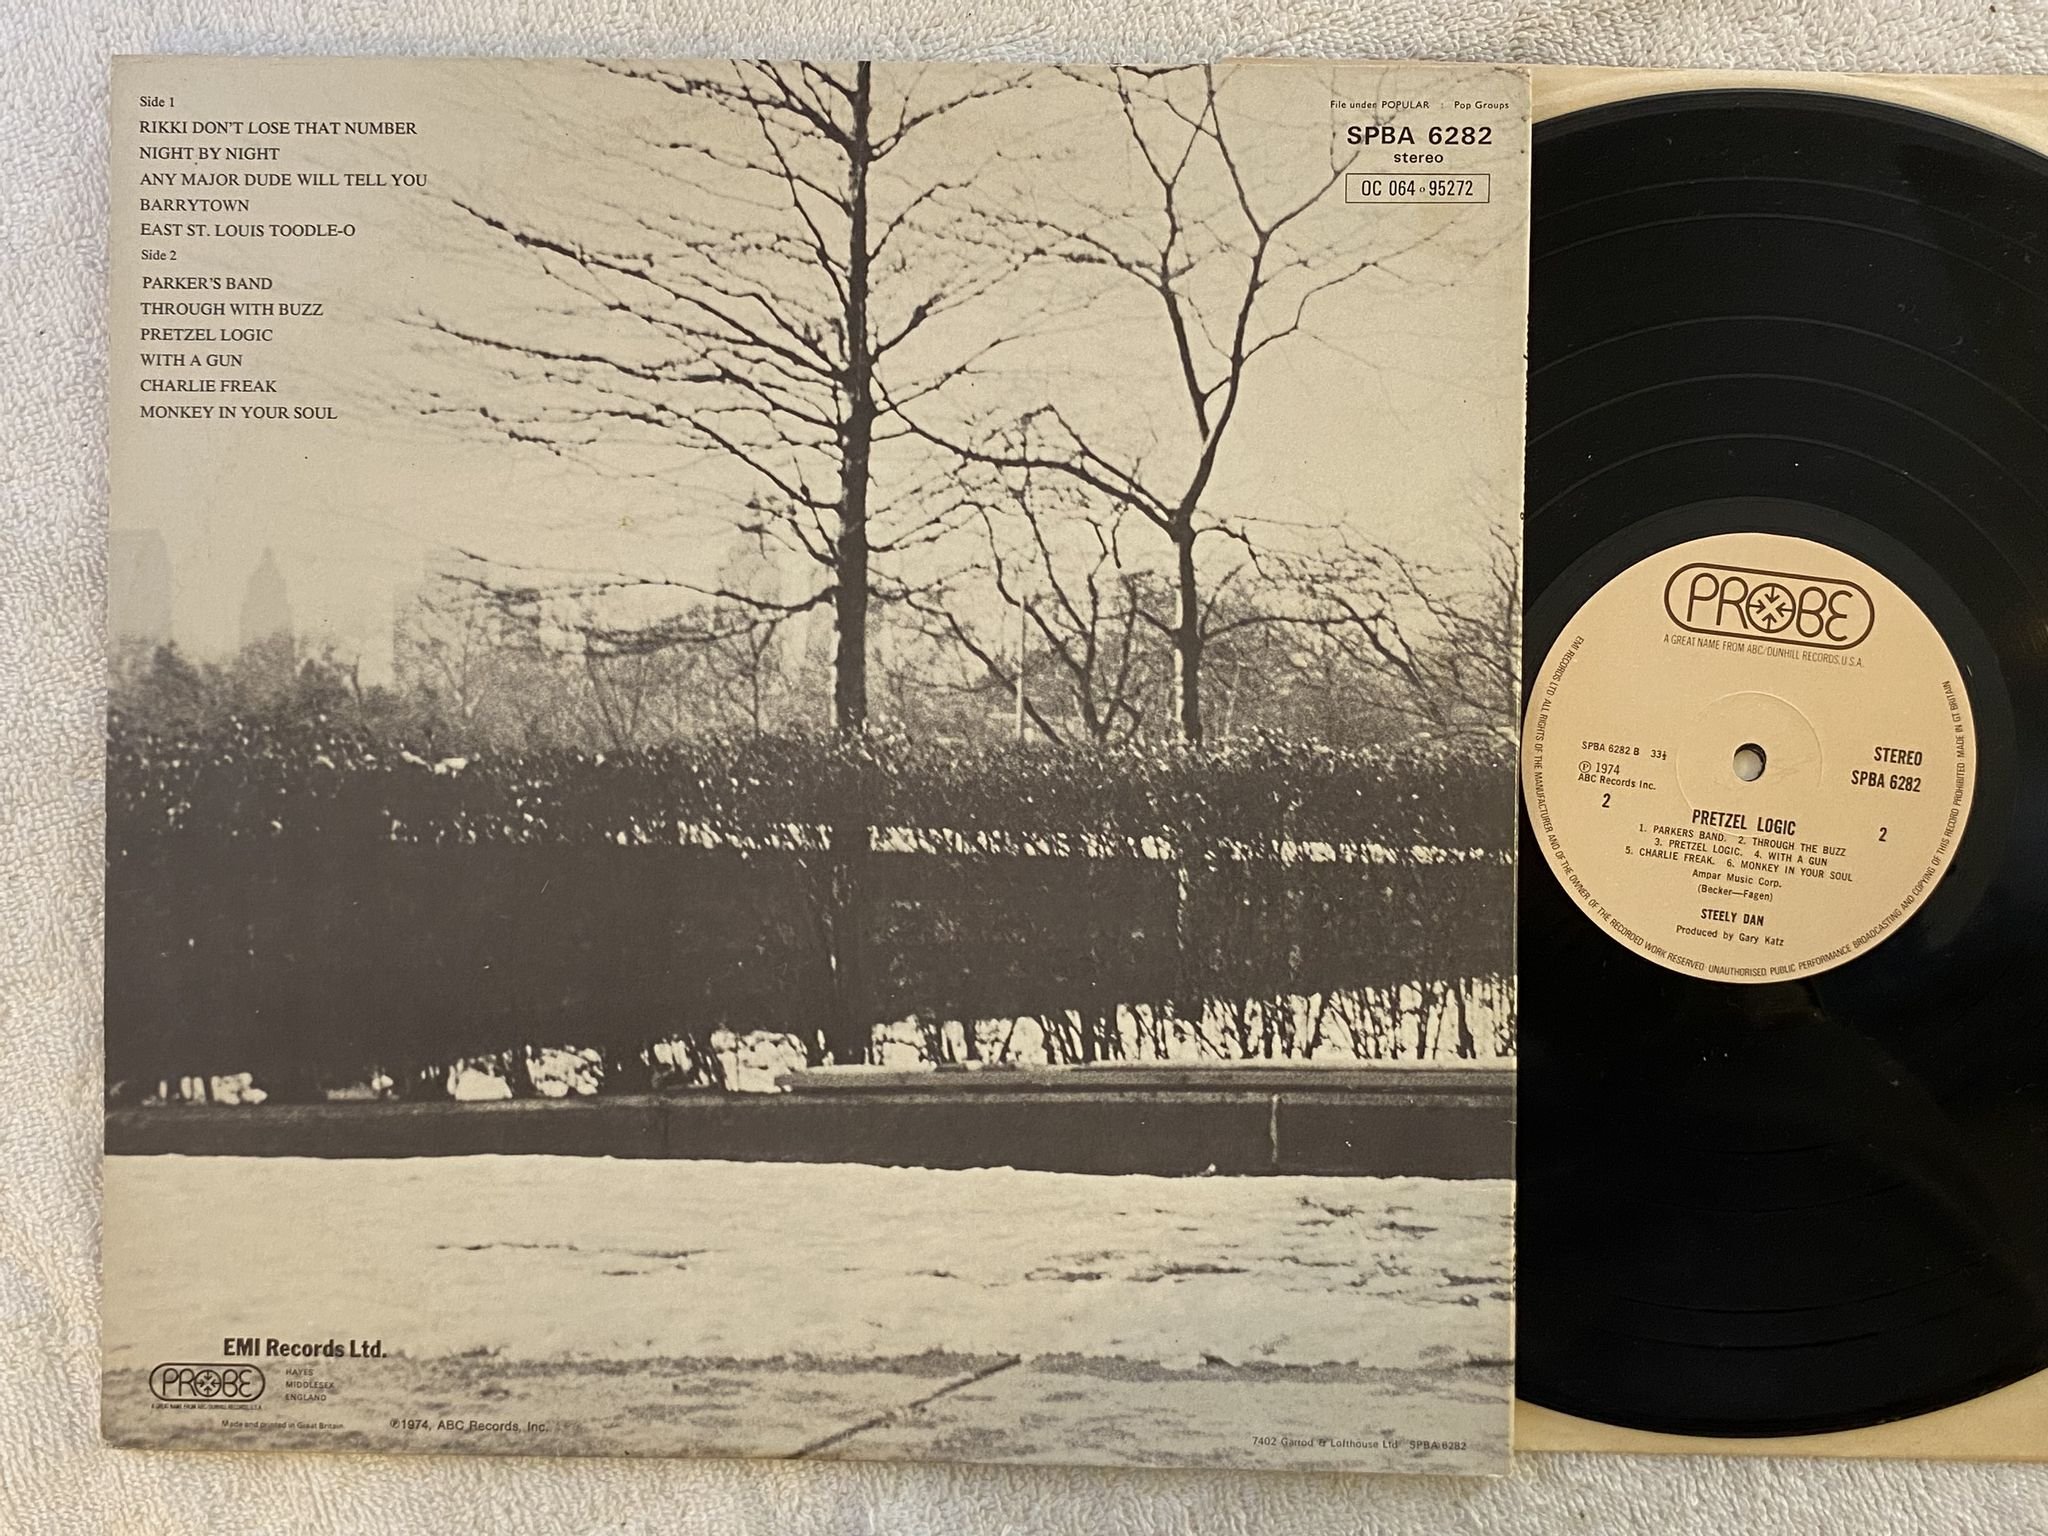 Side 1
RIKKI DON'T LOSE THAT NUMBER
NIGHT BY NIGHT
ANY MAJOR DUDE WILL TELL YOU
BARRYTOWN
EAST ST. LOUIS TOODLE-O
Side 2
PARKER'S BAND
THROUGH WITH BUZZ
PRETZEL LOGIC
WITH A GUN
CHARLIE FREAK
MONKEY IN YOUR SOUL
File under POPULAR : Pop Groups
SPBA 6282
stereo
OC 064 o 95272
EMI Records Ltd.
PROBE
A GREAT NAME FROM ABC/DUNHILL RECORDS, U.S.A.
HAYES
MIDDLESEX
ENGLAND
Made and printed in Great Britain
℗1974, ABC Records, Inc.
7402 Garrod & Lofthouse Ltd SPBA 6282
PROBE
A GREAT NAME FROM ABC/DUNHILL RECORDS, U.S.A.
EMI RECORDS LTD. ALL RIGHTS OF THE MANUFACTURER AND OF THE OWNER OF THE RECORDED WORK RESERVED UNAUTHORISED PUBLIC PERFORMANCE BROADCASTING AND COPYING OF THIS RECORD PROHIBITED MADE IN GT BRITAIN
SPBA 6282 B 33⅓
℗ 1974
ABC Records Inc.
2
STEREO
SPBA 6282
2
PRETZEL LOGIC
1. PARKERS BAND. 2. THROUGH THE BUZZ
3. PRETZEL LOGIC. 4. WITH A GUN
5. CHARLIE FREAK. 6. MONKEY IN YOUR SOUL
Ampar Music Corp.
(Becker—Fagen)
STEELY DAN
Produced by Gary Katz